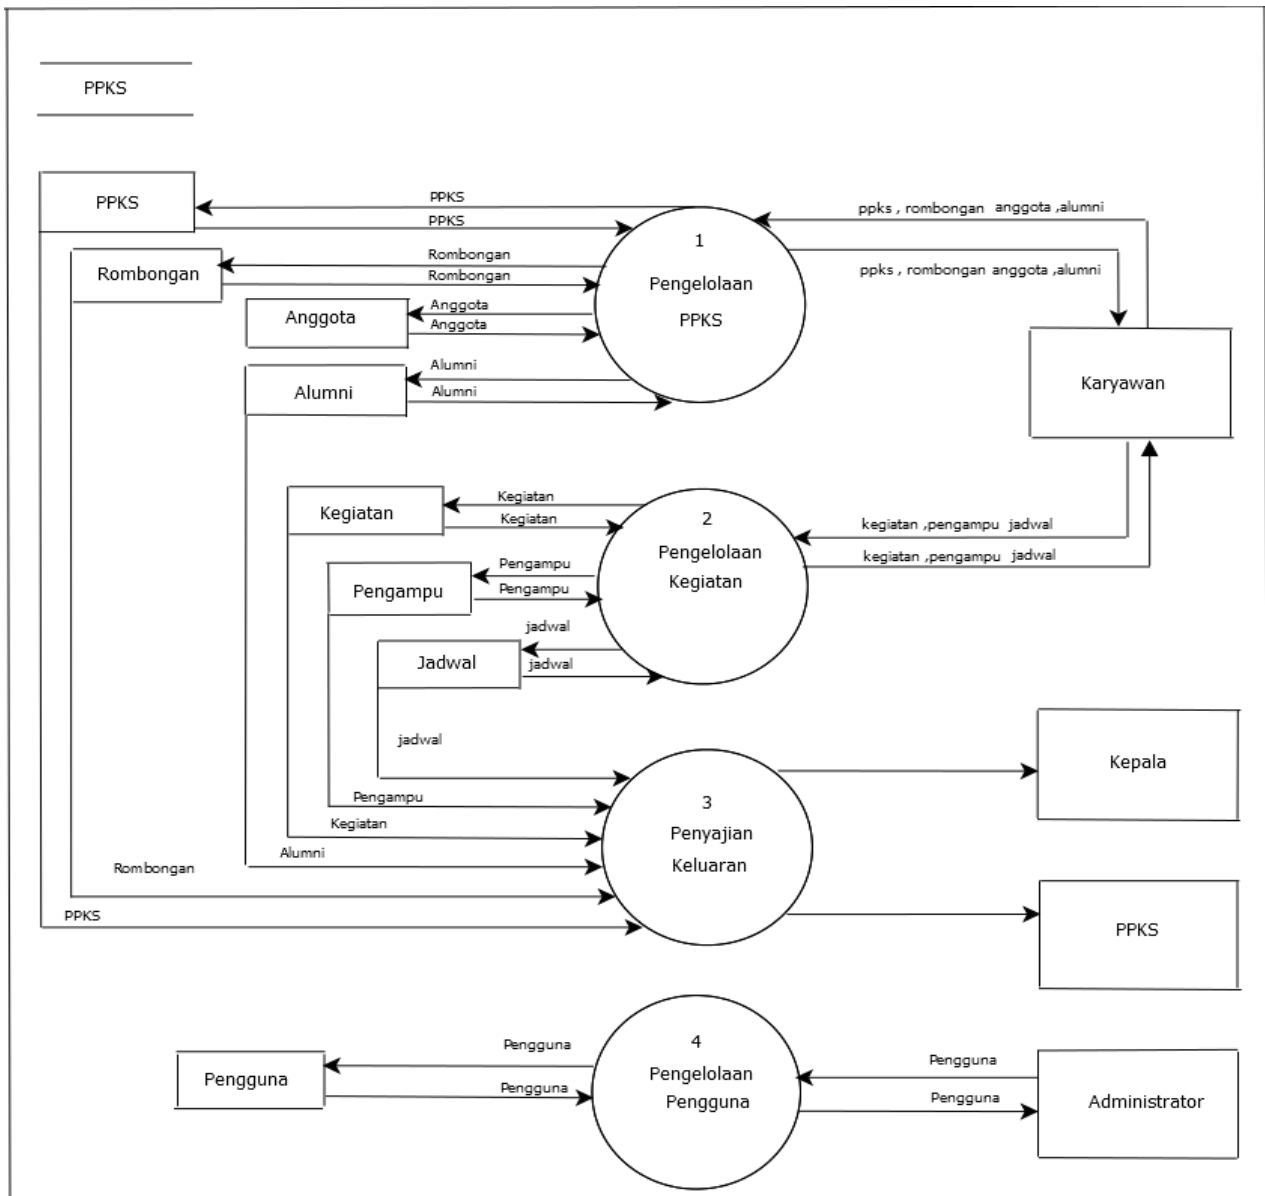 PPKS
PPKS
PPKS
PPKS
ppks , rombongan anggota ,alumni
1
Pengelolaan
PPKS
Rombongan
Rombongan
Rombongan
ppks , rombongan anggota ,alumni
Anggota
Anggota
Anggota
Alumni
Alumni
Alumni
Karyawan
Kegiatan
Kegiatan
Kegiatan
2
Pengelolaan
Kegiatan
kegiatan ,pengampu jadwal
kegiatan ,pengampu jadwal
Pengampu
Pengampu
Pengampu
jadwal
Jadwal
jadwal
jadwal
Pengampu
Kegiatan
Alumni
Rombongan
PPKS
3
Penyajian
Keluaran
Kepala
PPKS
Pengguna
Pengguna
Pengguna
4
Pengelolaan
Pengguna
Pengguna
Pengguna
Administrator